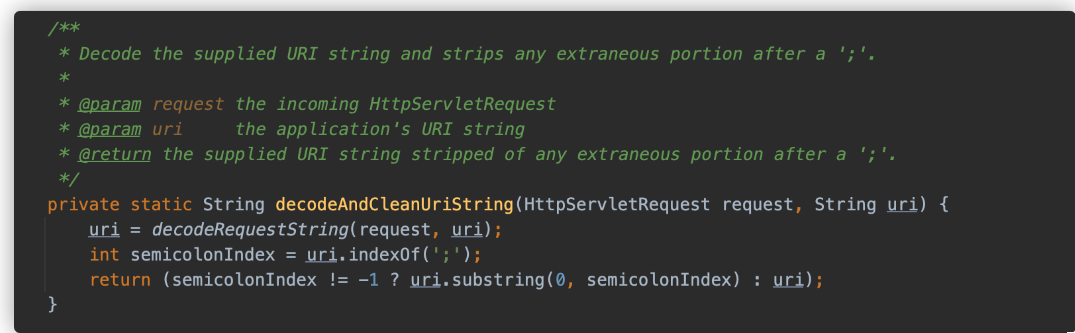 /**
 * Decode the supplied URI string and strips any extraneous portion after a ';'.
 *
 * @param request the incoming HttpServletRequest
 * @param uri     the application's URI string
 * @return the supplied URI string stripped of any extraneous portion after a ';'.
 */
private static String decodeAndCleanUriString(HttpServletRequest request, String uri) {
    uri = decodeRequestString(request, uri);
    int semicolonIndex = uri.indexOf(';');
    return (semicolonIndex != -1 ? uri.substring(0, semicolonIndex) : uri);
}